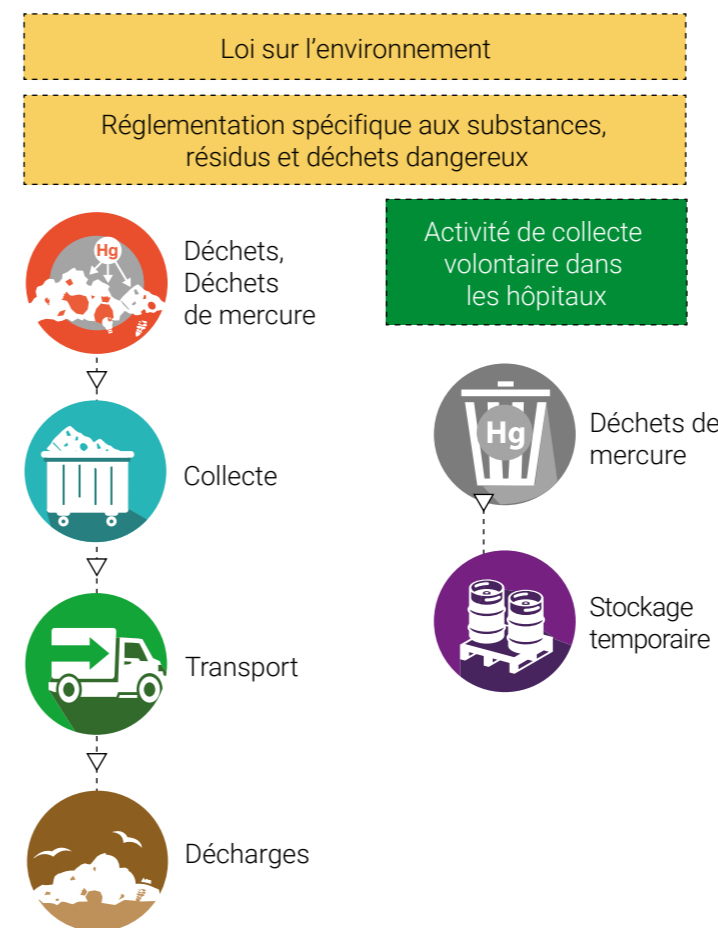 Loi sur l’environnement
Réglementation spécifique aux substances,
résidus et déchets dangereux
Hg
Déchets,
Déchets
de mercure
Collecte
Transport
Décharges
Activité de collecte
volontaire dans
les hôpitaux
Hg
Déchets de
mercure
Stockage
temporaire